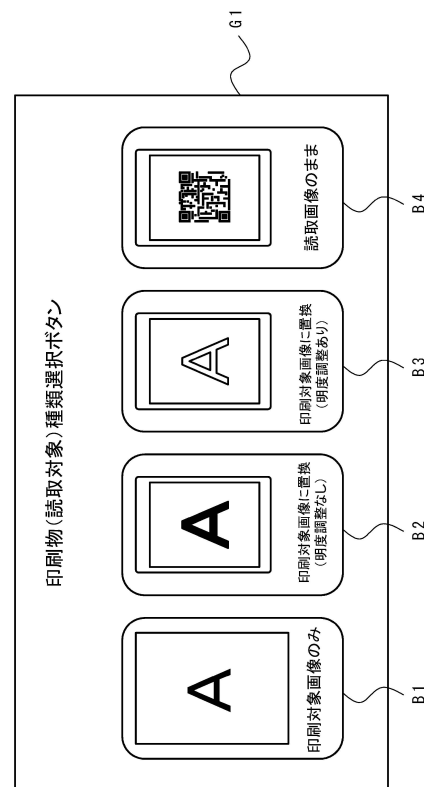 G1
印刷物(読取対象)種類選択ボタン
A
印刷対象画像のみ
B1
A
印刷対象画像に置換
(明度調整なし)
B2
A
印刷対象画像に置換
(明度調整あり)
B3
読取画像のまま
B4